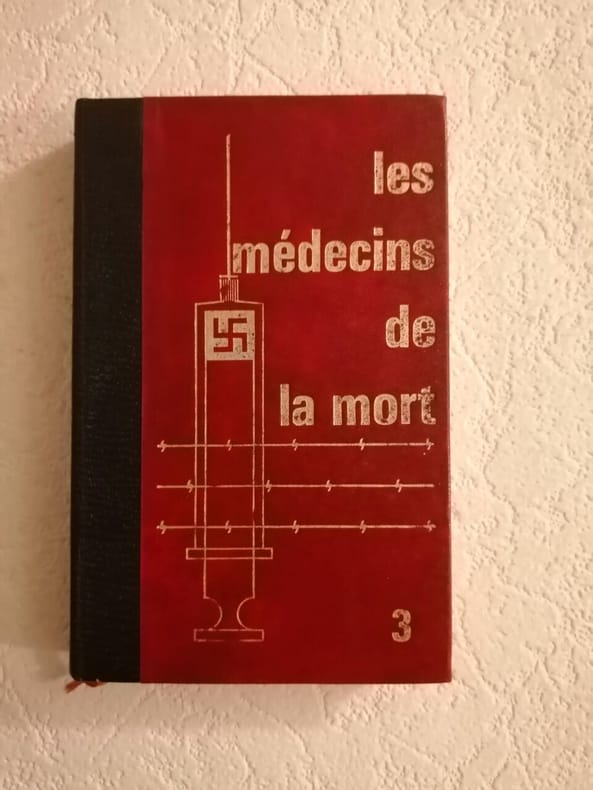 les
médecins
de
la mort
3